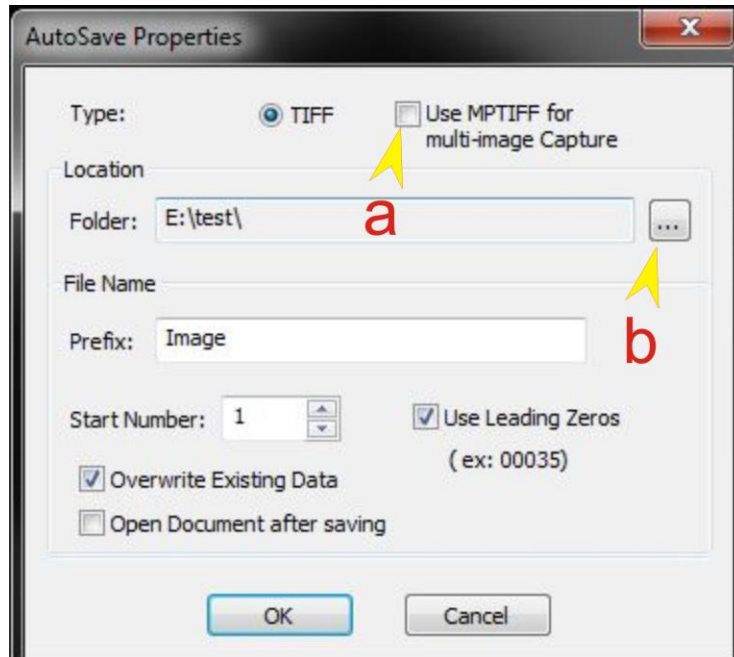 AutoSave Properties
Type: TIFF Use MPTIFF for
multi-image Capture
Location
a
Folder: E:\test\ ...
File Name
b
Prefix: Image
Start Number: 1 Use Leading Zeros
( ex: 00035)
Overwrite Existing Data
Open Document after saving
OK Cancel